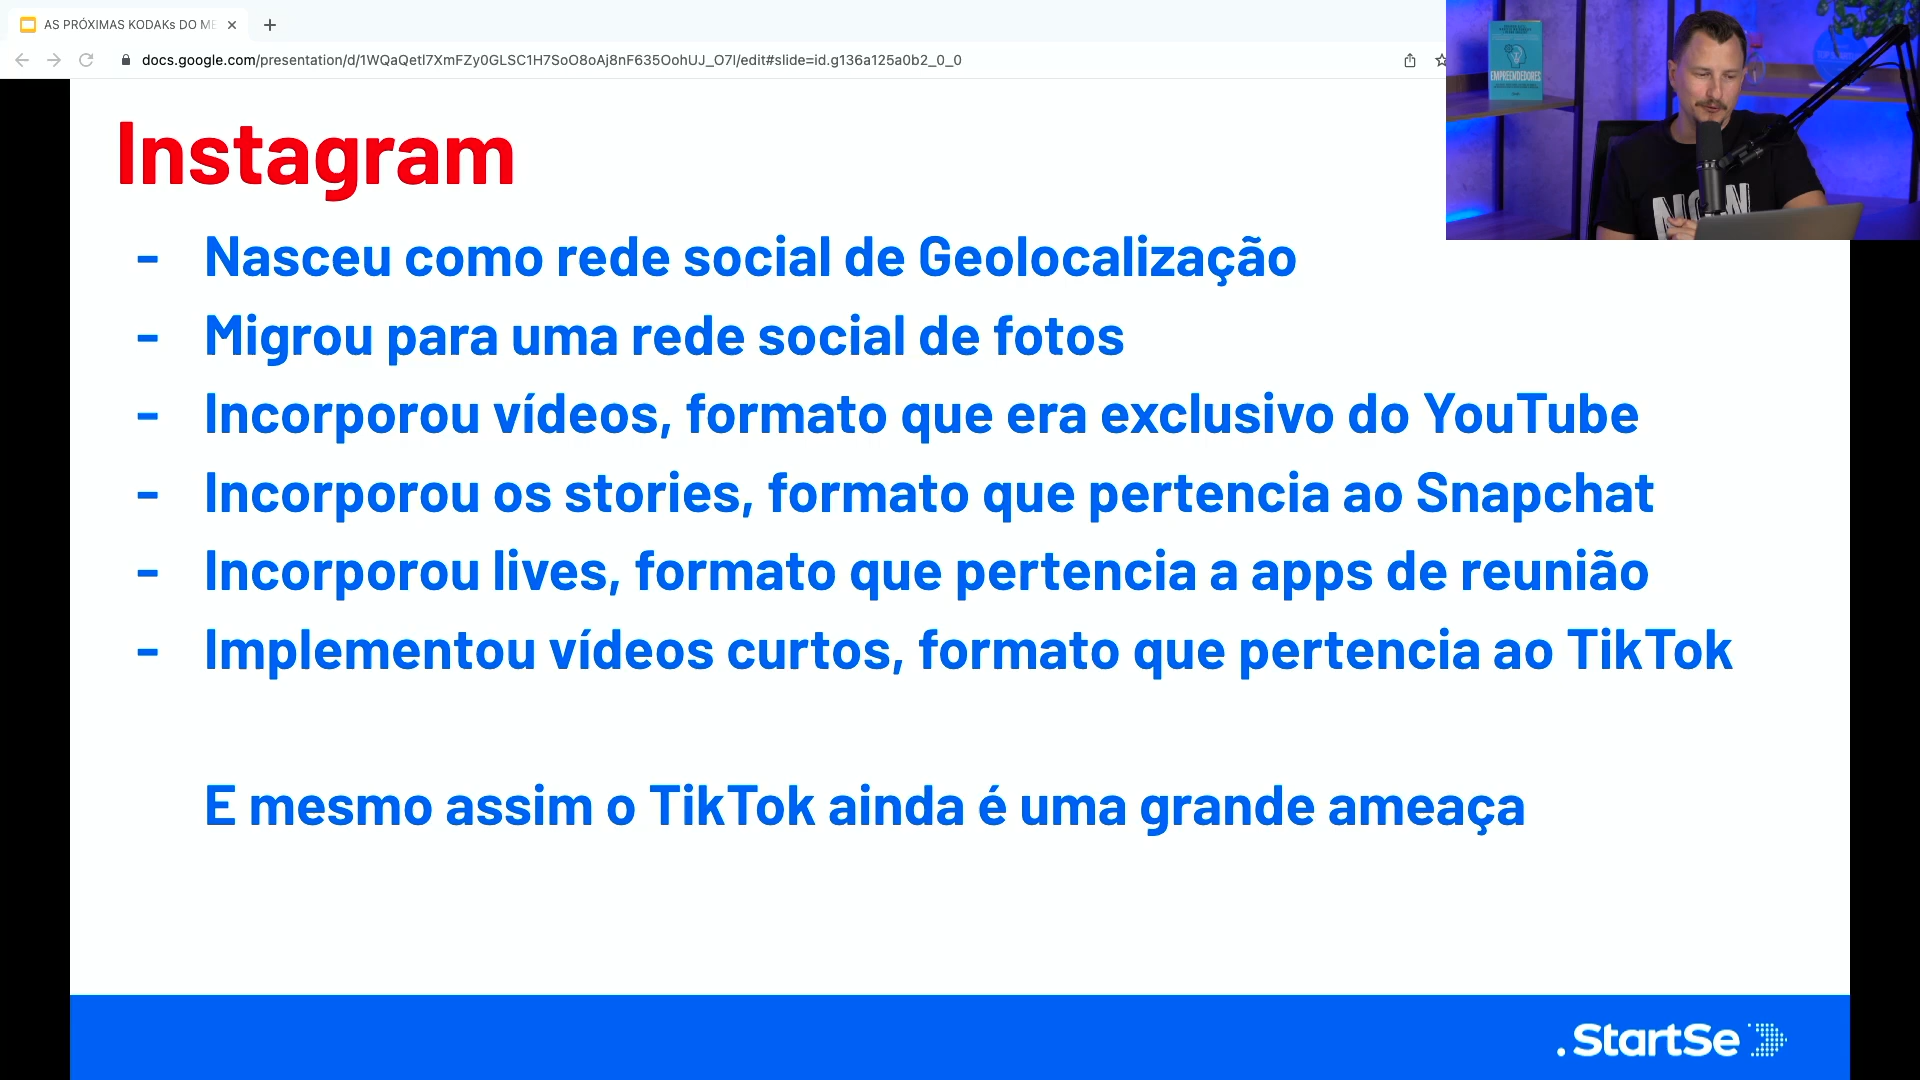 AS PRÓXIMAS KODAKs DO ME
docs.google.com/presentation/d/1WQaQetl7XmFZy0GLSC1H7SoO8oAj8nF635OohUJ_O7I/edit#slide=id.g136a125a0b2_0_0
EMPREENDEDORES
NON
Instagram
- Nasceu como rede social de Geolocalização
- Migrou para uma rede social de fotos
- Incorporou vídeos, formato que era exclusivo do YouTube
- Incorporou os stories, formato que pertencia ao Snapchat
- Incorporou lives, formato que pertencia a apps de reunião
- Implementou vídeos curtos, formato que pertencia ao TikTok
E mesmo assim o TikTok ainda é uma grande ameaça
.StartSe